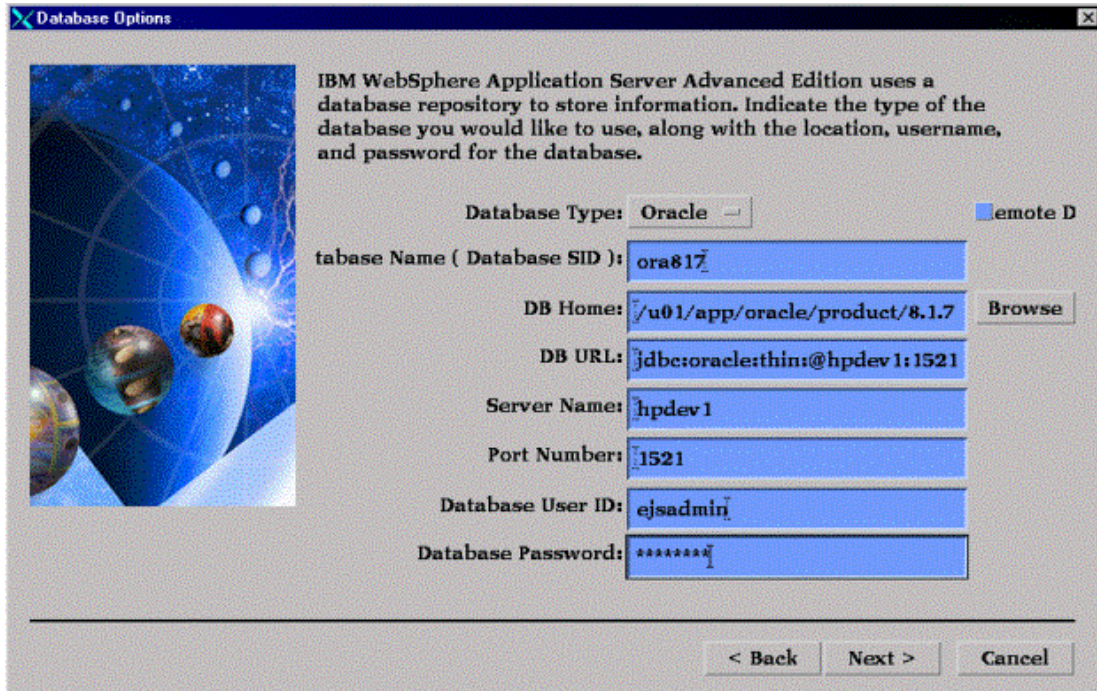 Database Options
IBM WebSphere Application Server Advanced Edition uses a
database repository to store information. Indicate the type of the
database you would like to use, along with the location, username,
and password for the database.
Database Type: Oracle emote D
tabase Name ( Database SID ): ora817
DB Home: /u01/app/oracle/product/8.1.7 Browse
DB URL: jdbc:oracle:thin:@hpdev1:1521
Server Name: hpdev1
Port Number: 1521
Database User ID: ejsadmin
Database Password: ********
< Back Next > Cancel